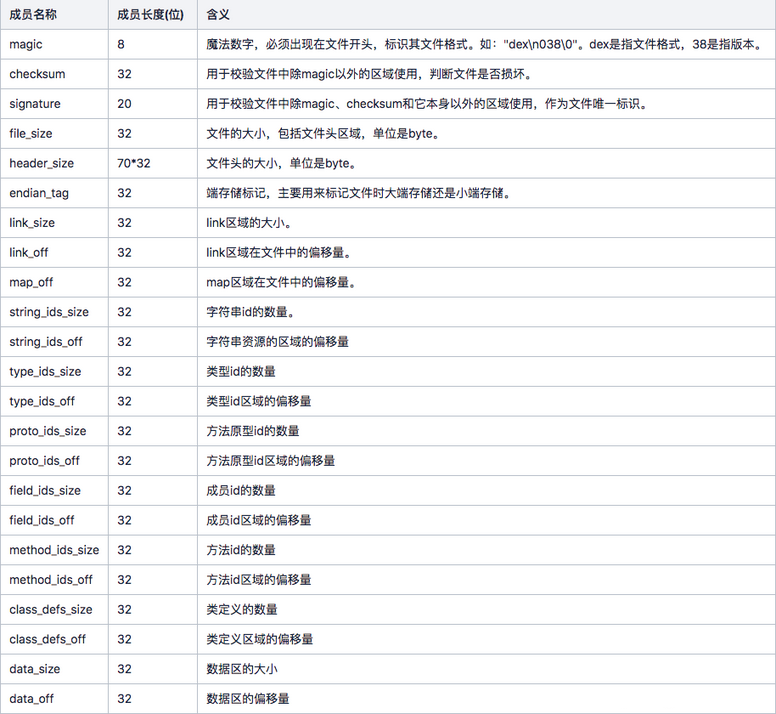 成员名称 成员长度(位) 含义
magic 8 魔法数字，必须出现在文件开头，标识其文件格式。如："dex\n038\0"。dex是指文件格式，38是指版本。
checksum 32 用于校验文件中除magic以外的区域使用，判断文件是否损坏。
signature 20 用于校验文件中除magic、checksum和它本身以外的区域使用，作为文件唯一标识。
file_size 32 文件的大小，包括文件头区域，单位是byte。
header_size 70*32 文件头的大小，单位是byte。
endian_tag 32 端存储标记，主要用来标记文件时大端存储还是小端存储。
link_size 32 link区域的大小。
link_off 32 link区域在文件中的偏移量。
map_off 32 map区域在文件中的偏移量。
string_ids_size 32 字符串id的数量。
string_ids_off 32 字符串资源的区域的偏移量
type_ids_size 32 类型id的数量
type_ids_off 32 类型id区域的偏移量
proto_ids_size 32 方法原型id的数量
proto_ids_off 32 方法原型id区域的偏移量
field_ids_size 32 成员id的数量
field_ids_off 32 成员id区域的偏移量
method_ids_size 32 方法id的数量
method_ids_off 32 方法id区域的偏移量
class_defs_size 32 类定义的数量
class_defs_off 32 类定义区域的偏移量
data_size 32 数据区的大小
data_off 32 数据区的偏移量